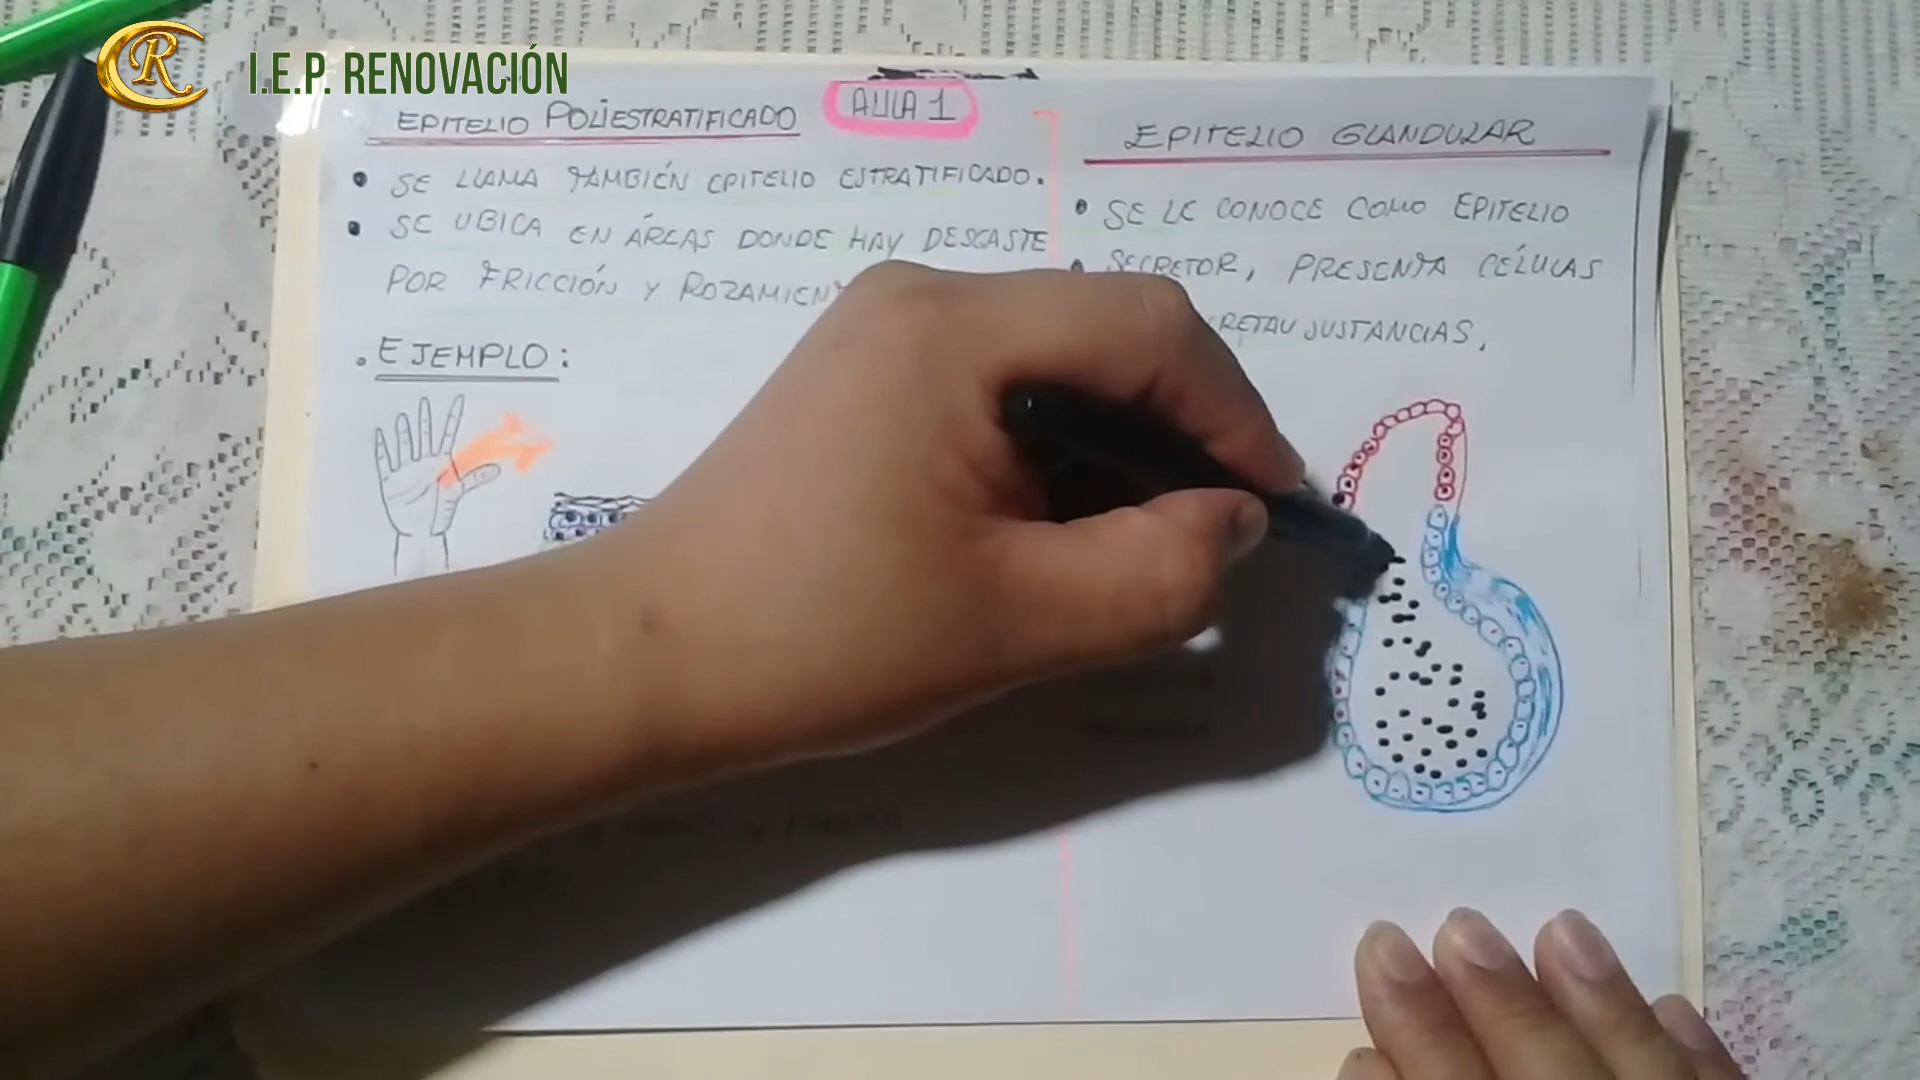 I.E.P. RENOVACIÓN
EPITELIO POLIESTRATIFICADO
AULA 1
• SE LLAMA TAMBIÉN EPITELIO ESTRATIFICADO.
• SE UBICA EN ÁREAS DONDE HAY DESGASTE
POR FRICCIÓN Y
• EJEMPLO:
EPITELIO GLANDULAR
• SE LE CONOCE COMO EPITELIO
• SECRETOR, PRESENTA CÉLULAS
SUSTANCIAS.